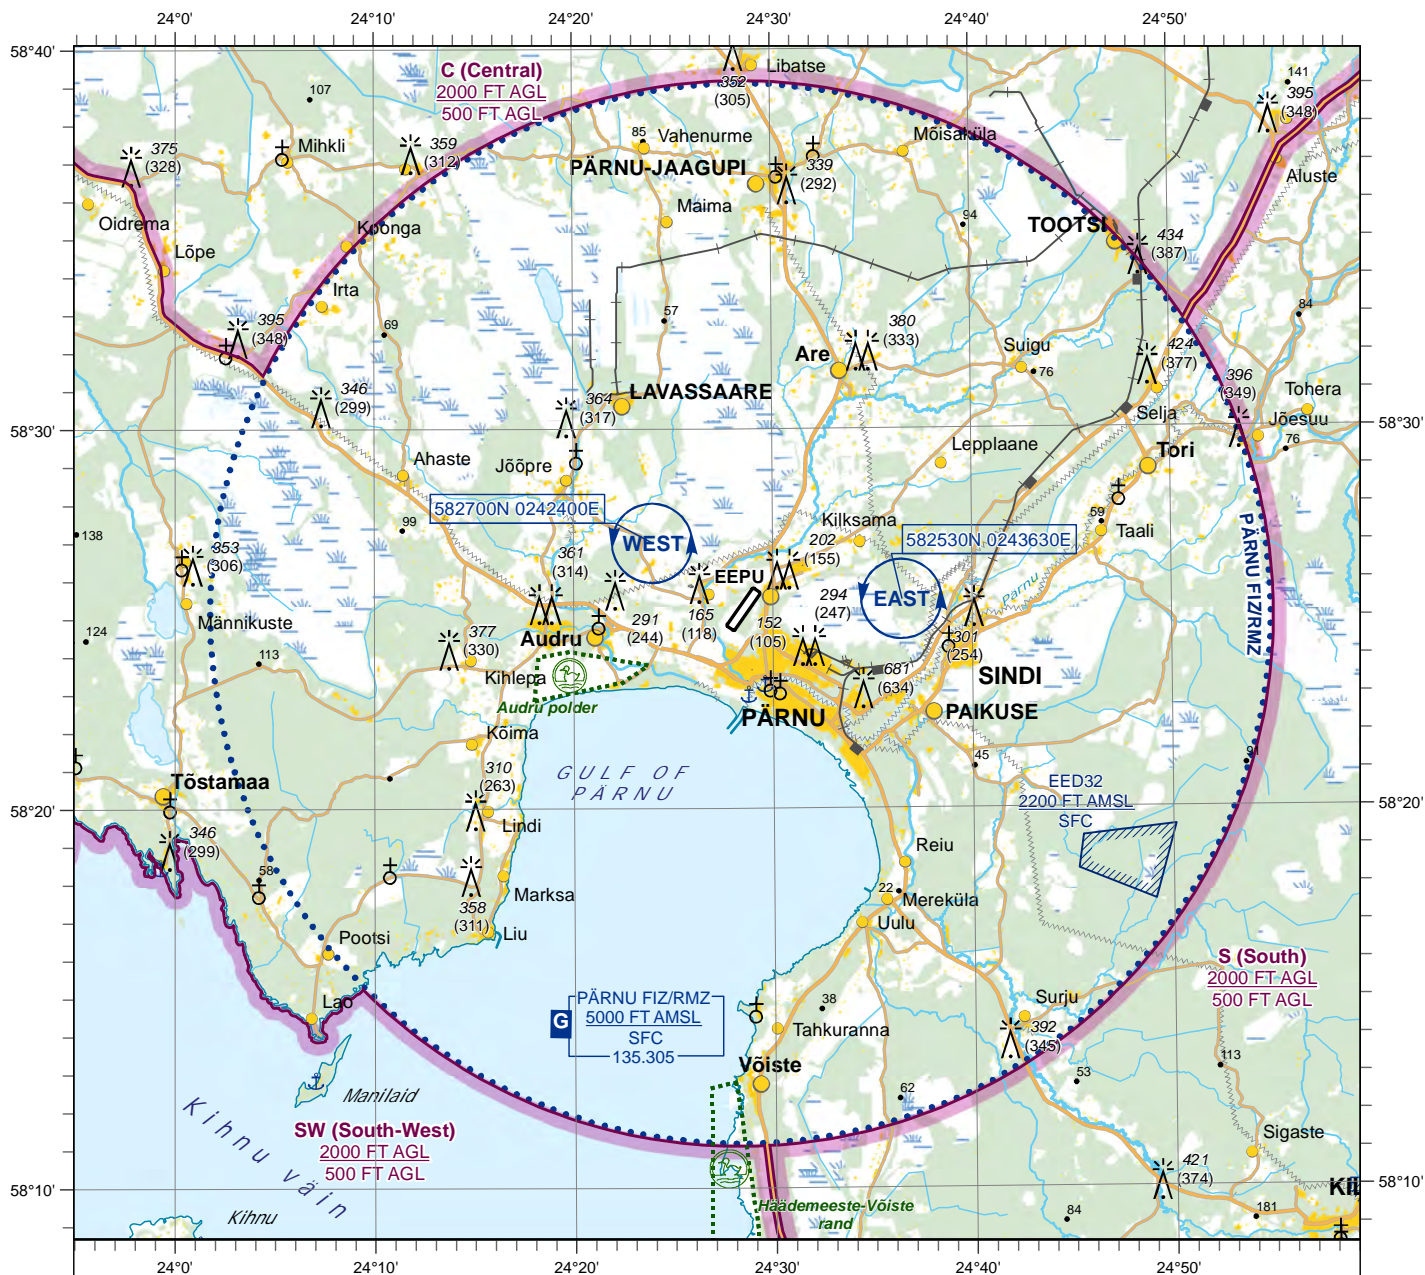 24°0'
24°10'
24°20'
24°30'
24°40'
24°50'
58°40'
58°40'
C (Central)
2000 FT AGL
500 FT AGL
352
(305)
Libatse
107
141
395
(348)
Mihkli
359
(312)
85
Vahenurme
Mõisaküla
375
(328)
PÄRNU-JAAGUPI
339
(292)
Aluste
Oidrema
Maima
94
TOOTSI
Koonga
434
(387)
Lõpe
Irta
57
84
395
(348)
69
380
(333)
Suigu
424
(377)
Are
76
396
(349)
Tohera
346
(299)
364
(317)
LAVASSAARE
Selja
Jõesuu
58°30'
58°30'
76
Ahaste
Jõõpre
Lepplaane
Tori
582700N 0242400E
59
99
Kilksama
Taali
138
WEST
202
(155)
582530N 0243630E
PÄRNU FIZ/RMZ
353
(306)
361
(314)
EEPU
294
(247)
EAST
Pärnu
Männikuste
291
(244)
165
(118)
152
(105)
124
377
(330)
Audru
301
(254)
113
Kihlepa
681
(634)
SINDI
Audru polder
PÄRNU
PAIKUSE
Kõima
45
91
310
(263)
GULF OF
PÄRNU
EED32
2200 FT AMSL
SFC
Tõstamaa
58°20'
58°20'
Lindi
346
(299)
Reiu
58
22
Marksa
Mereküla
358
(311)
Liu
Uulu
Pootsi
S (South)
2000 FT AGL
500 FT AGL
Lao
G
PÄRNU FIZ/RMZ
5000 FT AMSL
SFC
135.305
38
Surju
392
(345)
Tahkuranna
113
Võiste
53
62
Manilaid
Kihnu väin
SW (South-West)
2000 FT AGL
500 FT AGL
Sigaste
421
(374)
58°10'
58°10'
Kihnu
Häädemeeste-Võiste
rand
84
181
24°0'
24°10'
24°20'
24°30'
24°40'
24°50'